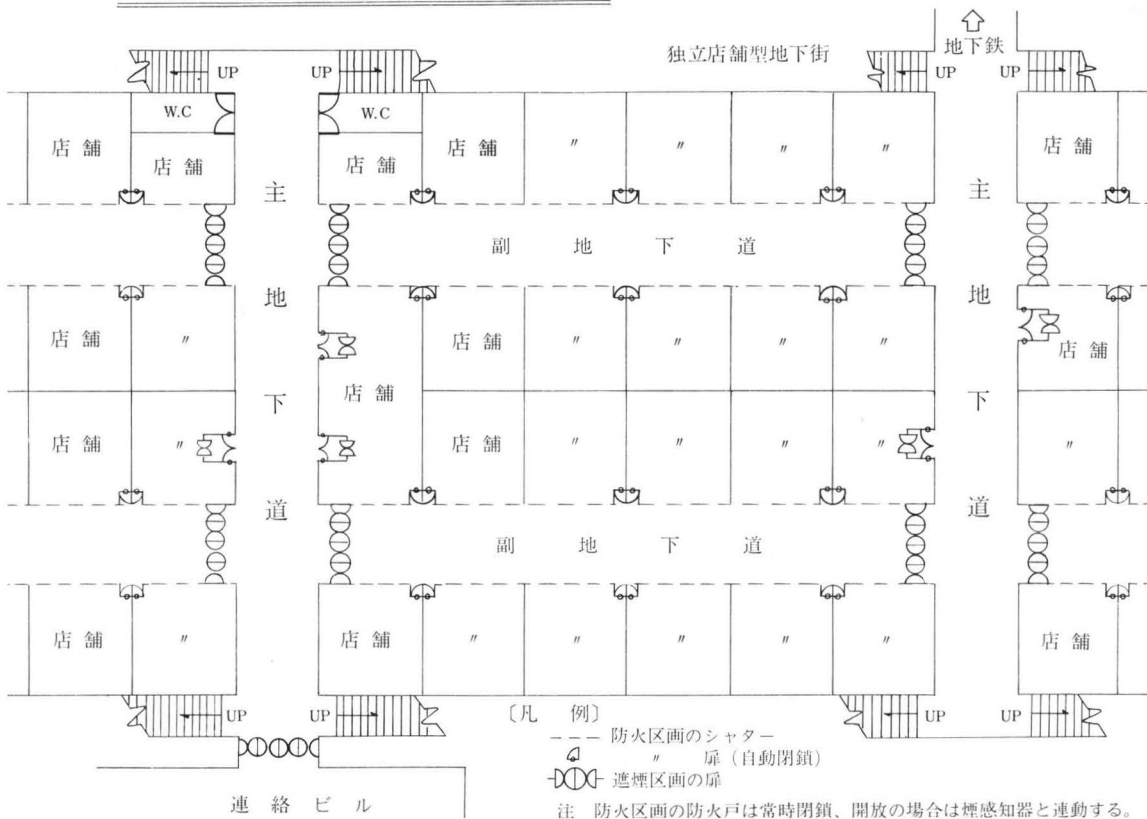 独立店舗型地下街
地下鉄
UP UP UP UP
W.C W.C
店舗 店舗 店舗 店舗 〃 〃 〃 〃 店舗
主 主
副地下道
地 地
店舗 〃 店舗 〃 〃 〃 〃 店舗
店舗
下 下
店舗 〃 店舗 〃 〃 〃 〃 〃
道 道
副地下道
店舗 〃 店舗 〃 〃 〃 〃 〃 店舗
UP UP UP UP
〔凡例〕
防火区画のシャター
〃 扉（自動閉鎖）
遮煙区画の扉
連絡ビル
注 防火区画の防火戸は常時閉鎖、開放の場合は煙感知器と連動する。